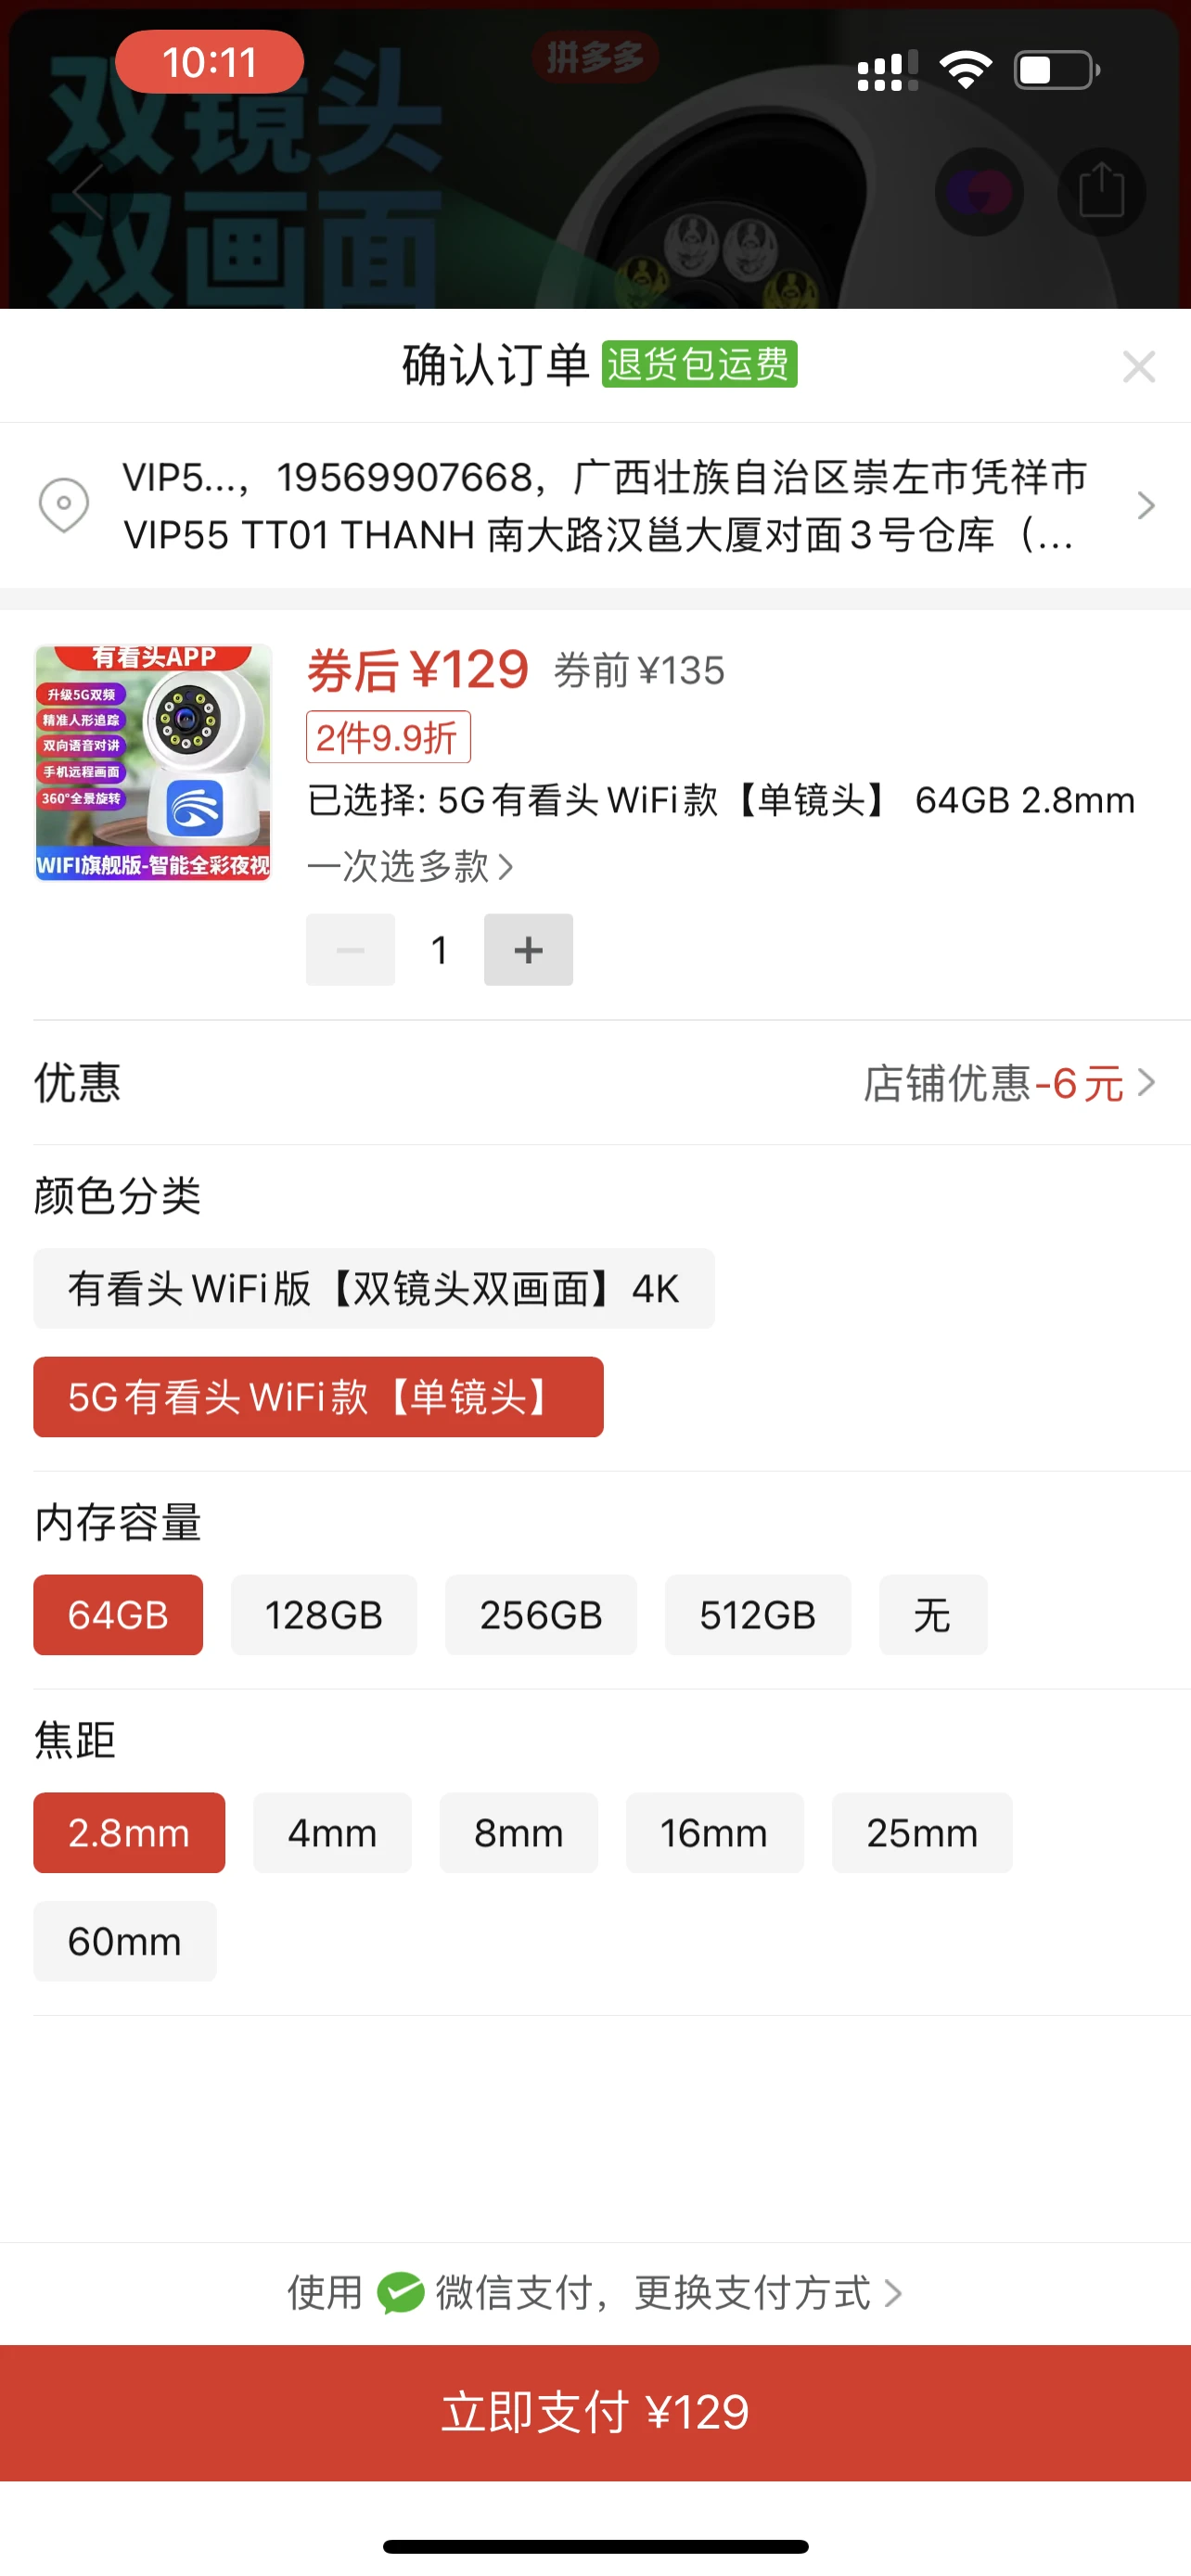 10:11
拼多多
双镜头
双画面
确认订单 退货包运费
VIP5...，19569907668，广西壮族自治区崇左市凭祥市
VIP55 TT01 THANH 南大路汉邕大厦对面3号仓库（...
有看头APP
升级5G双频
精准人形追踪
双向语音对讲
手机远程画面
360°全景旋转
WIFI旗舰版-智能全彩夜视
券后¥129 券前¥135
2件9.9折
已选择: 5G有看头WiFi款【单镜头】 64GB 2.8mm
一次选多款
1
优惠 店铺优惠-6元
颜色分类
有看头WiFi版【双镜头双画面】4K
5G有看头WiFi款【单镜头】
内存容量
64GB 128GB 256GB 512GB 无
焦距
2.8mm 4mm 8mm 16mm 25mm
60mm
使用 微信支付，更换支付方式
立即支付 ¥129